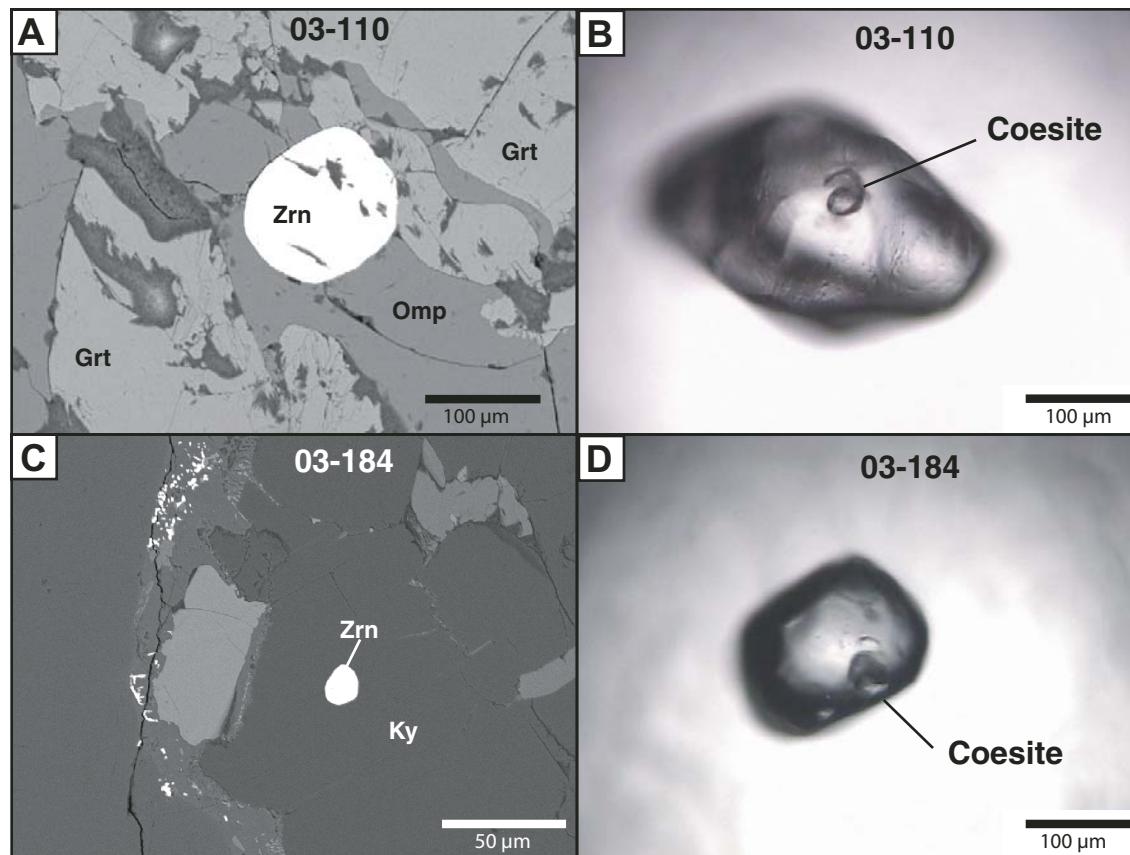 A
03-110
Grt
Zrn
Omp
Grt
100 µm
B
03-110
Coesite
100 µm
C
03-184
Zrn
Ky
50 µm
D
03-184
Coesite
100 µm